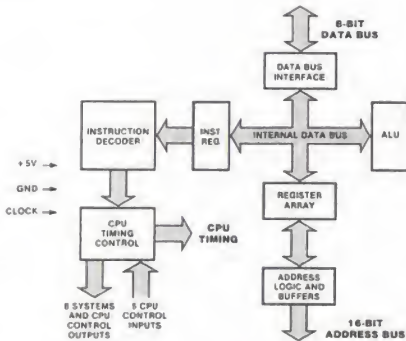 8-BIT
DATA BUS
DATA BUS
INTERFACE
INSTRUCTION
DECODER
INST
REG
INTERNAL DATA BUS
ALU
+5V
GND
CLOCK
CPU
TIMING
CONTROL
CPU
TIMING
REGISTER
ARRAY
8 SYSTEMS
AND CPU
CONTROL
OUTPUTS
5 CPU
CONTROL
INPUTS
ADDRESS
LOGIC AND
BUFFERS
16-BIT
ADDRESS BUS